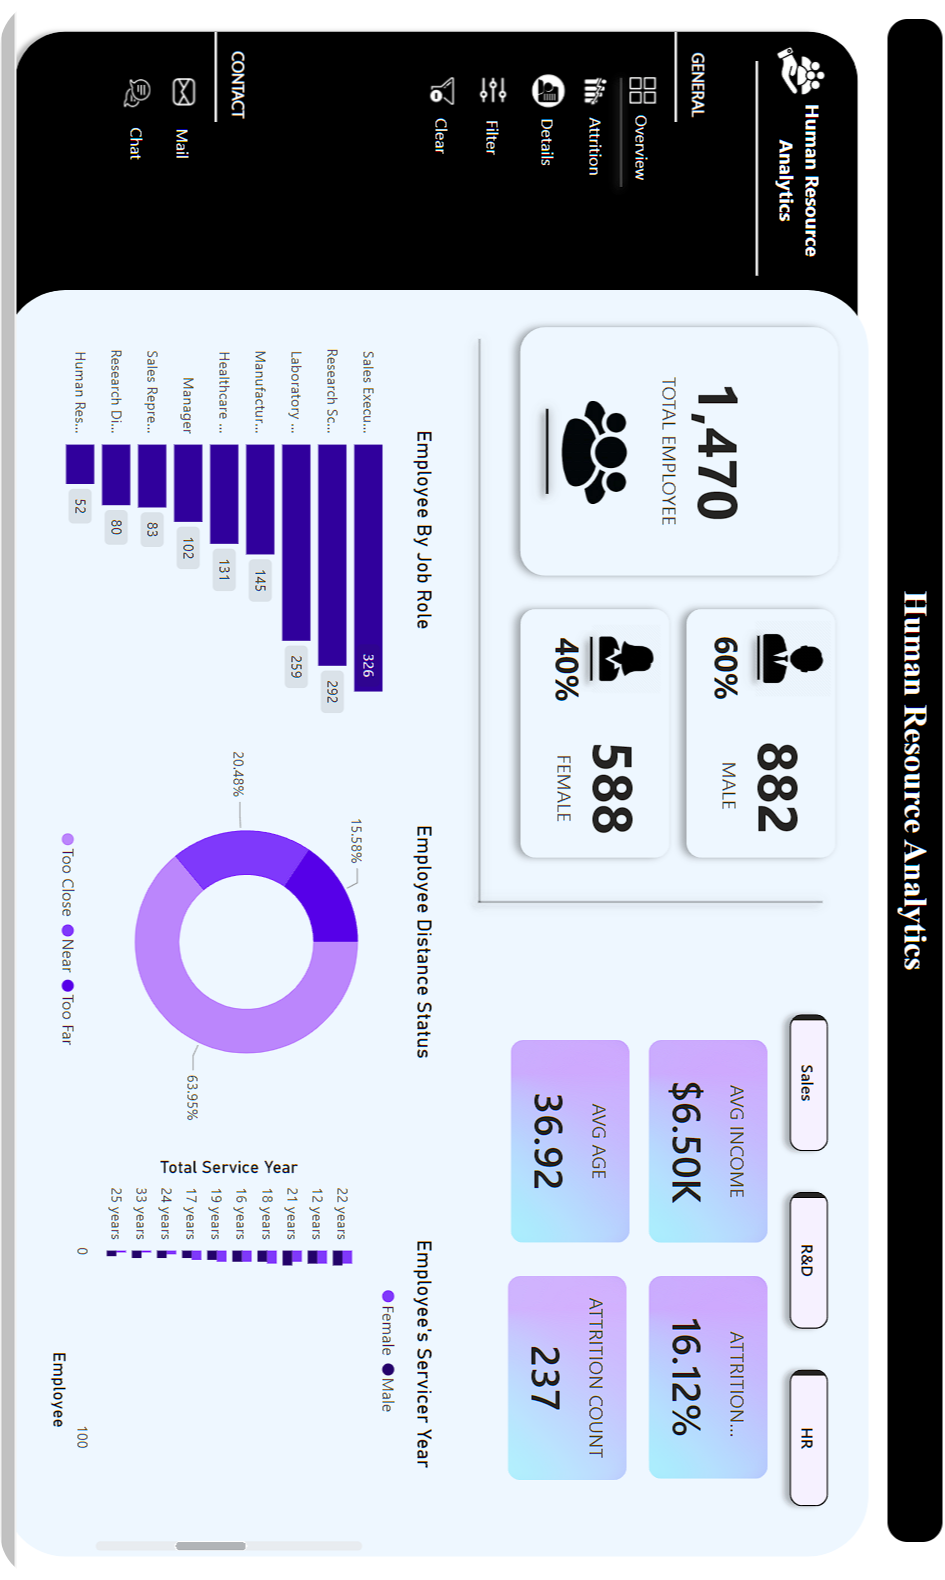 Human Resource Analytics
Human Resource
Analytics
GENERAL
Overview
Attrition
Details
Filter
Clear
CONTACT
Mail
Chat
1,470
TOTAL EMPLOYEE
60%
882
MALE
40%
588
FEMALE
Sales
R&D
HR
AVG INCOME
$6.50K
ATTRITION...
16.12%
AVG AGE
36.92
ATTRITION COUNT
237
Employee By Job Role
Sales Execu... 326
Research Sc... 292
Laboratory ... 259
Manufactur... 145
Healthcare ... 131
Manager 102
Sales Repre... 83
Research Di... 80
Human Res... 52
Employee Distance Status
15.58%
20.48%
63.95%
Too Close Near Too Far
Employee's Servicer Year
Female Male
Total Service Year
22 years
12 years
21 years
18 years
16 years
19 years
17 years
24 years
33 years
25 years
0 100
Employee